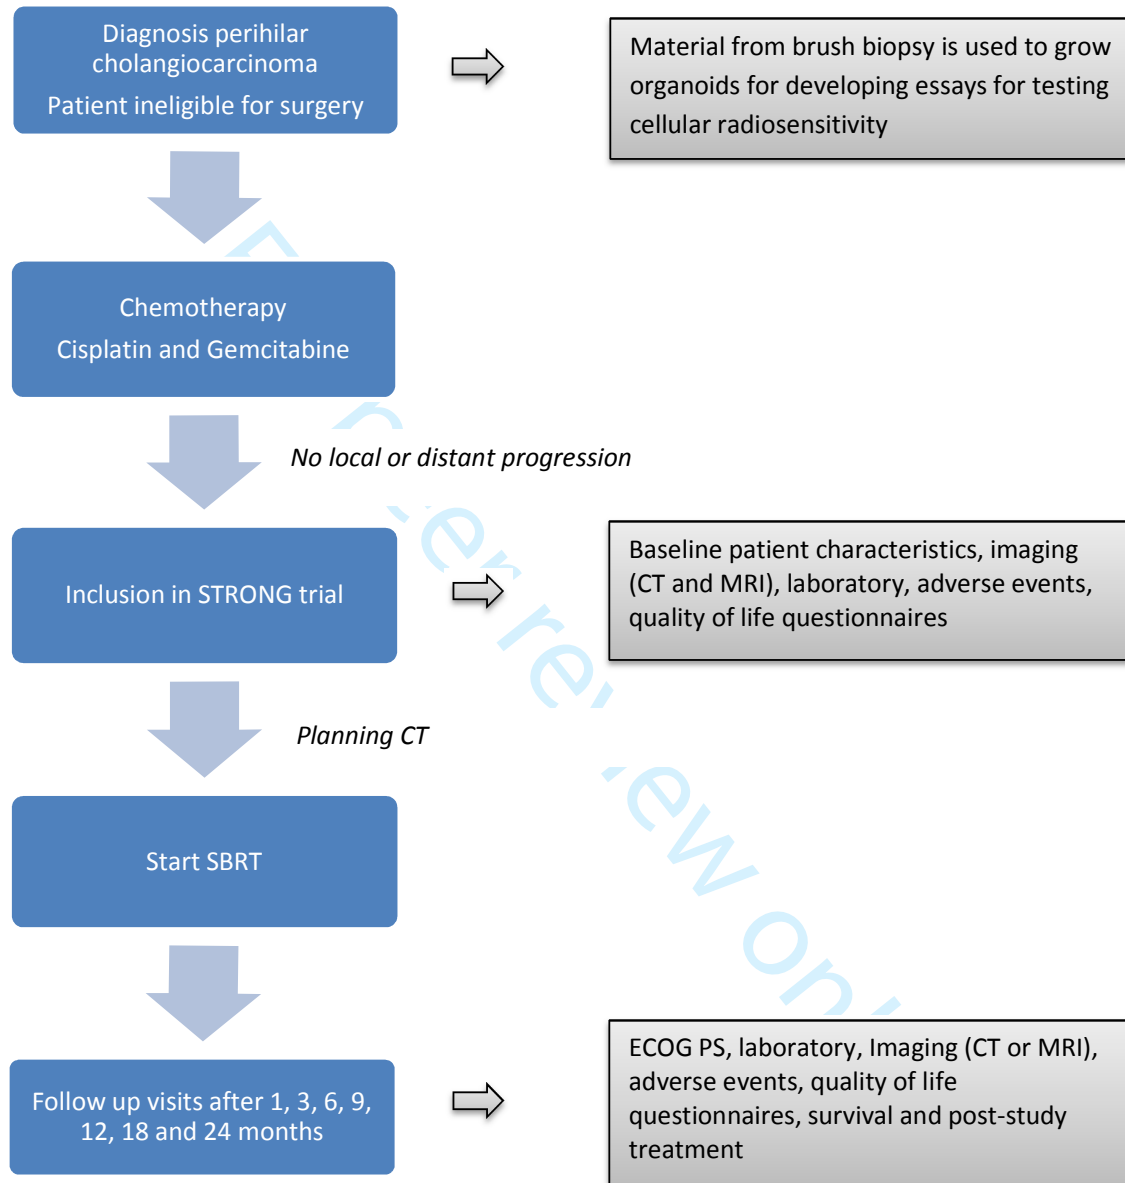 Diagnosis perihilar
cholangiocarcinoma
Patient ineligible for surgery
Material from brush biopsy is used to grow
organoids for developing essays for testing
cellular radiosensitivity
Chemotherapy
Cisplatin and Gemcitabine
No local or distant progression
Inclusion in STRONG trial
Baseline patient characteristics, imaging
(CT and MRI), laboratory, adverse events,
quality of life questionnaires
Planning CT
Start SBRT
Follow up visits after 1, 3, 6, 9,
12, 18 and 24 months
ECOG PS, laboratory, Imaging (CT or MRI),
adverse events, quality of life
questionnaires, survival and post-study
treatment